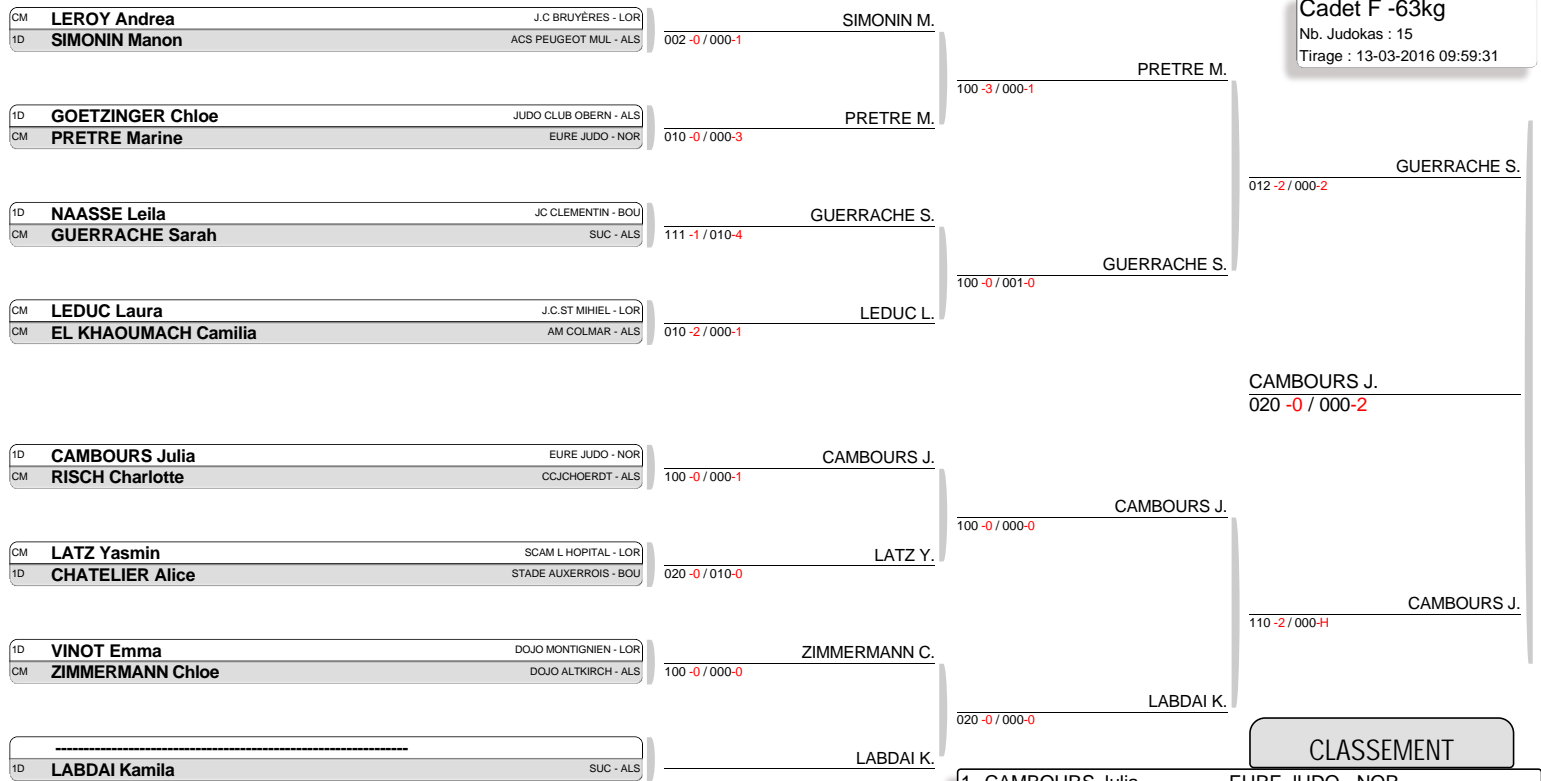 Cadet F -63kg
Nb. Judokas : 15
Tirage : 13-03-2016 09:59:31
CM LEROY Andrea J.C BRUYÈRES - LOR
1D SIMONIN Manon ACS PEUGEOT MUL - ALS
SIMONIN M.
002 -0 / 000-1
1D GOETZINGER Chloe JUDO CLUB OBERN - ALS
CM PRETRE Marine EURE JUDO - NOR
PRETRE M.
010 -0 / 000-3
PRETRE M.
100 -3 / 000-1
1D NAASSE Leila JC CLEMENTIN - BOU
CM GUERRACHE Sarah SUC - ALS
GUERRACHE S.
111 -1 / 010-4
CM LEDUC Laura J.C.ST MIHIEL - LOR
CM EL KHAOUMACH Camilia AM COLMAR - ALS
LEDUC L.
010 -2 / 000-1
GUERRACHE S.
100 -0 / 001-0
GUERRACHE S.
012 -2 / 000-2
CAMBOURS J.
020 -0 / 000-2
1D CAMBOURS Julia EURE JUDO - NOR
CM RISCH Charlotte CCJCHOERDT - ALS
CAMBOURS J.
100 -0 / 000-1
CM LATZ Yasmin SCAM L HOPITAL - LOR
1D CHATELIER Alice STADE AUXERROIS - BOU
LATZ Y.
020 -0 / 010-0
CAMBOURS J.
100 -0 / 000-0
1D VINOT Emma DOJO MONTIGNIEN - LOR
CM ZIMMERMANN Chloe DOJO ALTKIRCH - ALS
ZIMMERMANN C.
100 -0 / 000-0
----------------------------------------------------------------
1D LABDAI Kamila SUC - ALS
LABDAI K.
LABDAI K.
020 -0 / 000-0
CAMBOURS J.
110 -2 / 000-H
CLASSEMENT
1 CAMBOURS Julia EURE JUDO - NOR